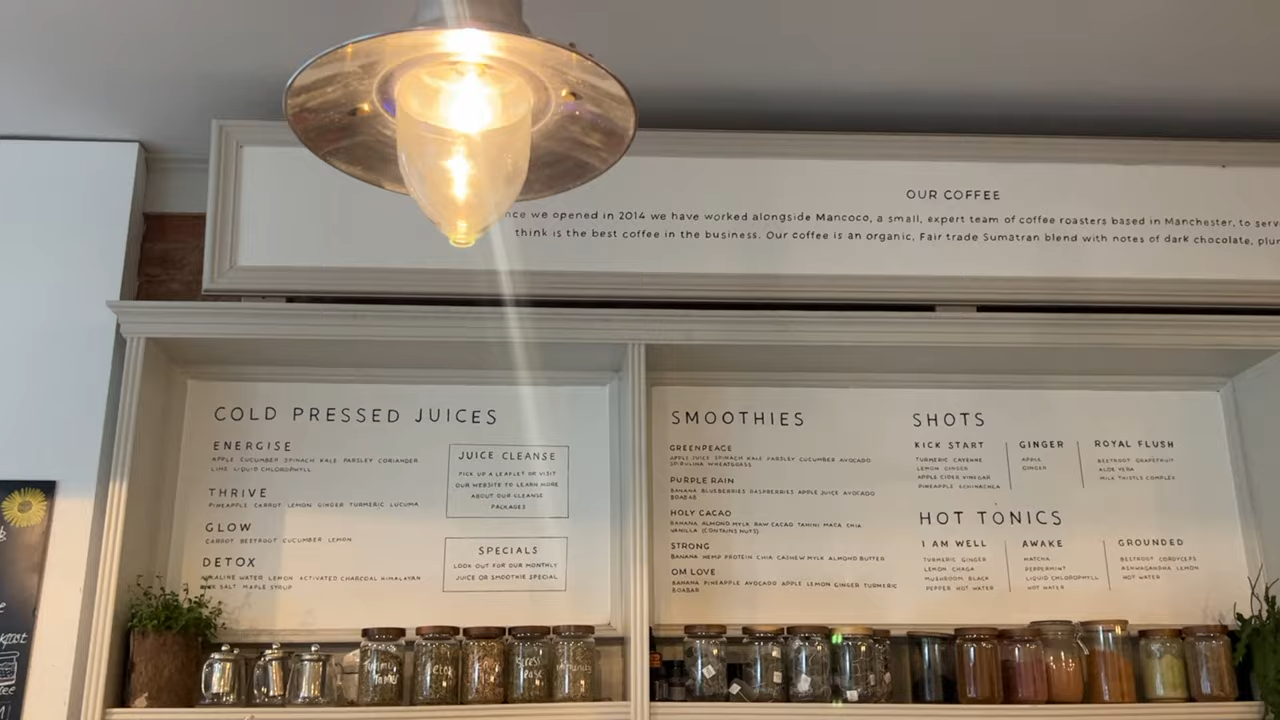 OUR COFFEE
nce we opened in 2014 we have worked alongside Mancoco, a small, expert team of coffee roasters based in Manchester, to serv
think is the best coffee in the business. Our coffee is an organic, Fair trade Sumatran blend with notes of dark chocolate, plu
COLD PRESSED JUICES
ENERGISE
APPLE CUCUMBER SPINACH KALE PARSLEY CORIANDER
LIME LIQUID CHLOROPHYLL
THRIVE
PINEAPPLE CARROT LEMON GINGER TURMERIC LUCUMA
GLOW
CARROT BEETROOT CUCUMBER LEMON
DETOX
ALKALINE WATER LEMON ACTIVATED CHARCOAL HIMALAYAN
PINK SALT MAPLE SYRUP
JUICE CLEANSE
PICK UP A LEAFLET OR VISIT
OUR WEBSITE TO LEARN MORE
ABOUT OUR CLEANSE
PACKAGES
SPECIALS
LOOK OUT FOR OUR MONTHLY
JUICE OR SMOOTHIE SPECIAL
SMOOTHIES
GREENPEACE
APPLE JUICE SPINACH KALE PARSLEY CUCUMBER AVOCADO
SPIRULINA WHEATGRASS
PURPLE RAIN
BANANA BLUEBERRIES RASPBERRIES APPLE JUICE AVOCADO
BOABAB
HOLY CACAO
BANANA ALMOND MYLK RAW CACAO TAHINI MACA CHIA
VANILLA (CONTAINS NUTS)
STRONG
BANANA HEMP PROTEIN CHIA CASHEW MYLK ALMOND BUTTER
OM LOVE
BANANA PINEAPPLE AVOCADO APPLE LEMON GINGER TURMERIC
BOABAB
SHOTS
KICK START
TURMERIC CAYENNE
LEMON GINGER
APPLE CIDER VINEGAR
PINEAPPLE ECHINACHEA
GINGER
APPLE
GINGER
ROYAL FLUSH
BEETROOT GRAPEFRUIT
ALOE VERA
MILK THISTLE COMPLEX
HOT TONICS
I AM WELL
TURMERIC GINGER
LEMON CHAGA
MUSHROOM BLACK
PEPPER HOT WATER
AWAKE
MATCHA
PEPPERMINT
LIQUID CHLOROPHYLL
HOT WATER
GROUNDED
BEETROOT CORDYCEPS
ASHWAGANDHA LEMON
HOT WATER
Detox
Stress
ease
immunity